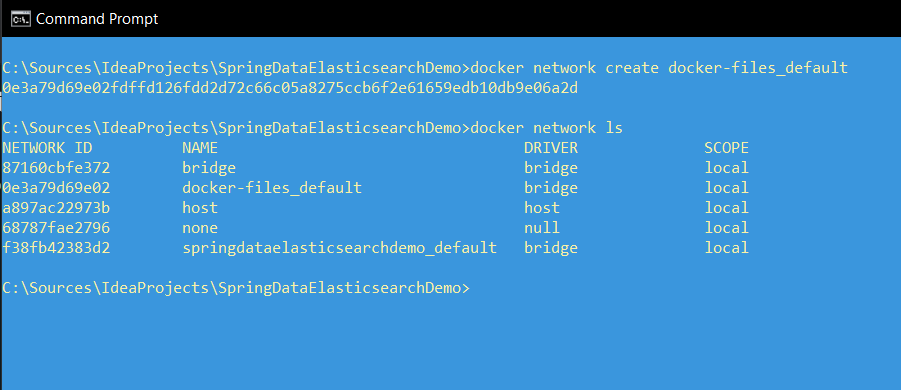 Command Prompt
C:\Sources\IdeaProjects\SpringDataElasticsearchDemo>docker network create docker-files_default
0e3a79d69e02fdffd126fdd2d72c66c05a8275ccb6f2e61659edb10db9e06a2d
C:\Sources\IdeaProjects\SpringDataElasticsearchDemo>docker network ls
NETWORK ID NAME DRIVER SCOPE
87160cbfe372 bridge bridge local
0e3a79d69e02 docker-files_default bridge local
a897ac22973b host host local
68787fae2796 none null local
f38fb42383d2 springdataelasticsearchdemo_default bridge local
C:\Sources\IdeaProjects\SpringDataElasticsearchDemo>